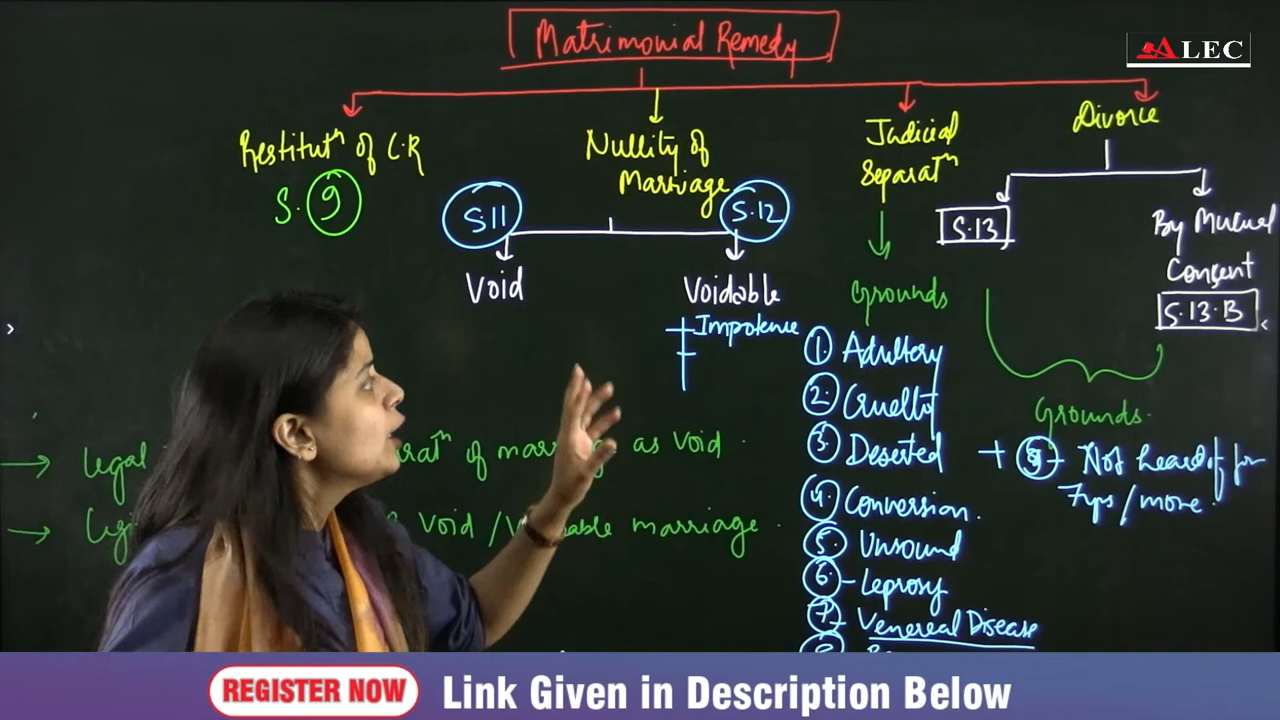 Matrimonial Remedy
ALEC
Restitutn of C.R
S. 9
Nullity of
Marriage
S.11
S.12
Void
Voidable
Impotence
Judicial
Separatn
Grounds
1. Adultery
2. Cruelty
3 Deserted
4. Conversion.
5. Unsound
6. - Leprosy
7. Venereal Disease
8
Divorce
S.13
By Mutual
Consent
S.13.B
Grounds.
+ 9 - Not heard of for
7yrs/more.
→ legal ratn of marriage as void.
→ void / voidable marriage.
REGISTER NOW Link Given in Description Below